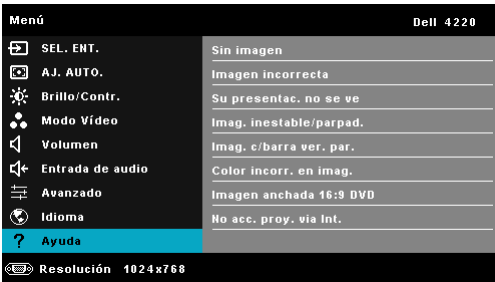 Menú
Dell 4220
SEL. ENT.
AJ. AUTO.
Brillo/Contr.
Modo Vídeo
Volumen
Entrada de audio
Avanzado
Idioma
Ayuda
Sin imagen
Imagen incorrecta
Su presentac. no se ve
Imag. inestable/parpad.
Imag. c/barra ver. par.
Color incorr. en imag.
Imagen anchada 16:9 DVD
No acc. proy. via Int.
Resolución 1024x768